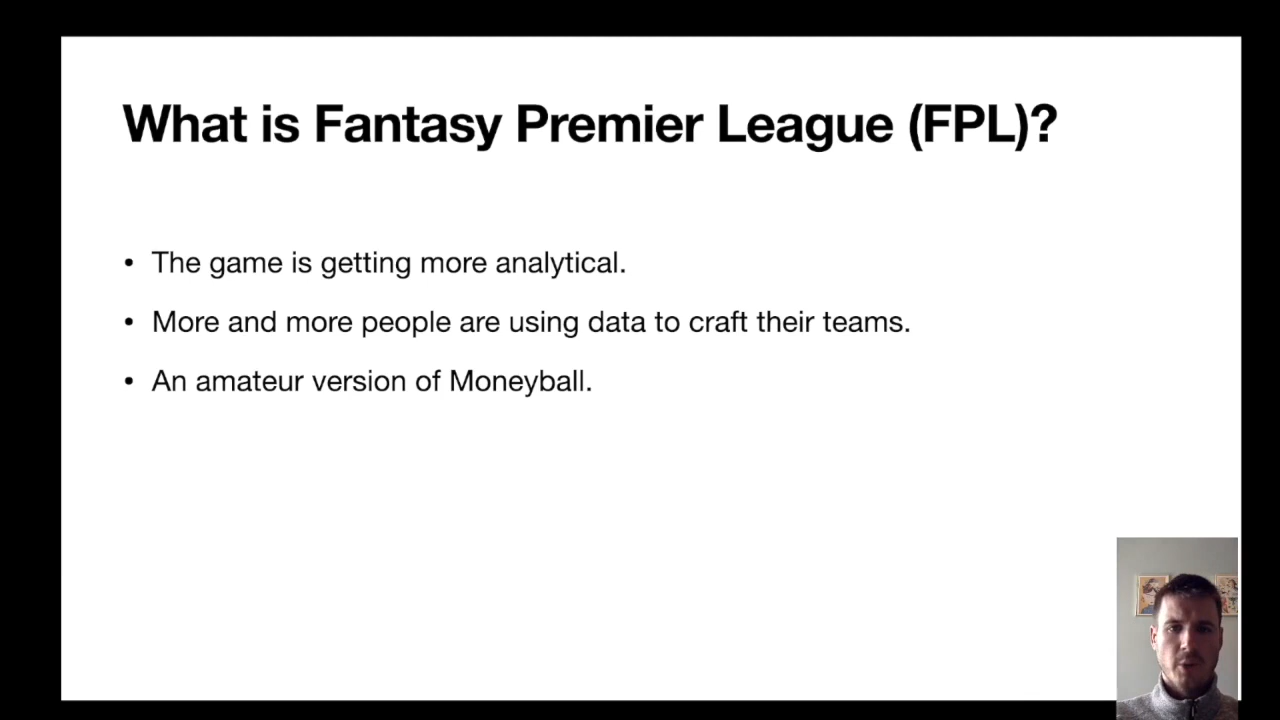 What is Fantasy Premier League (FPL)?
• The game is getting more analytical.
• More and more people are using data to craft their teams.
• An amateur version of Moneyball.